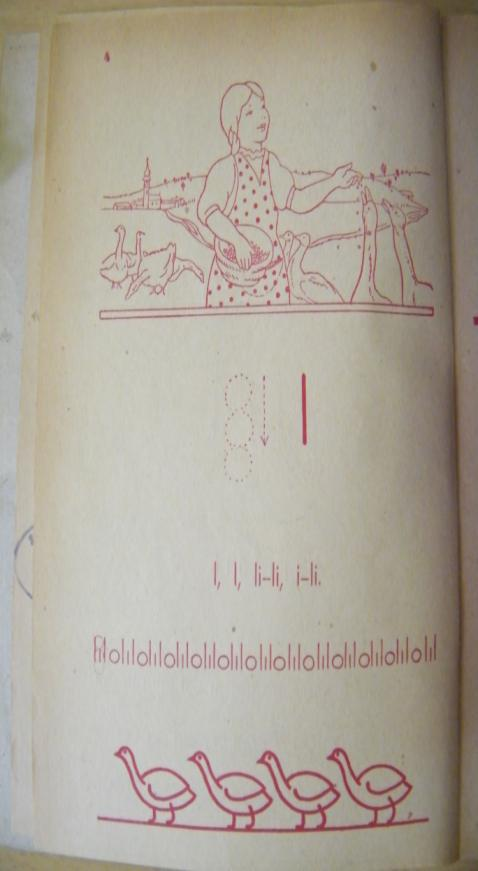 l, l, li-li, i-li.